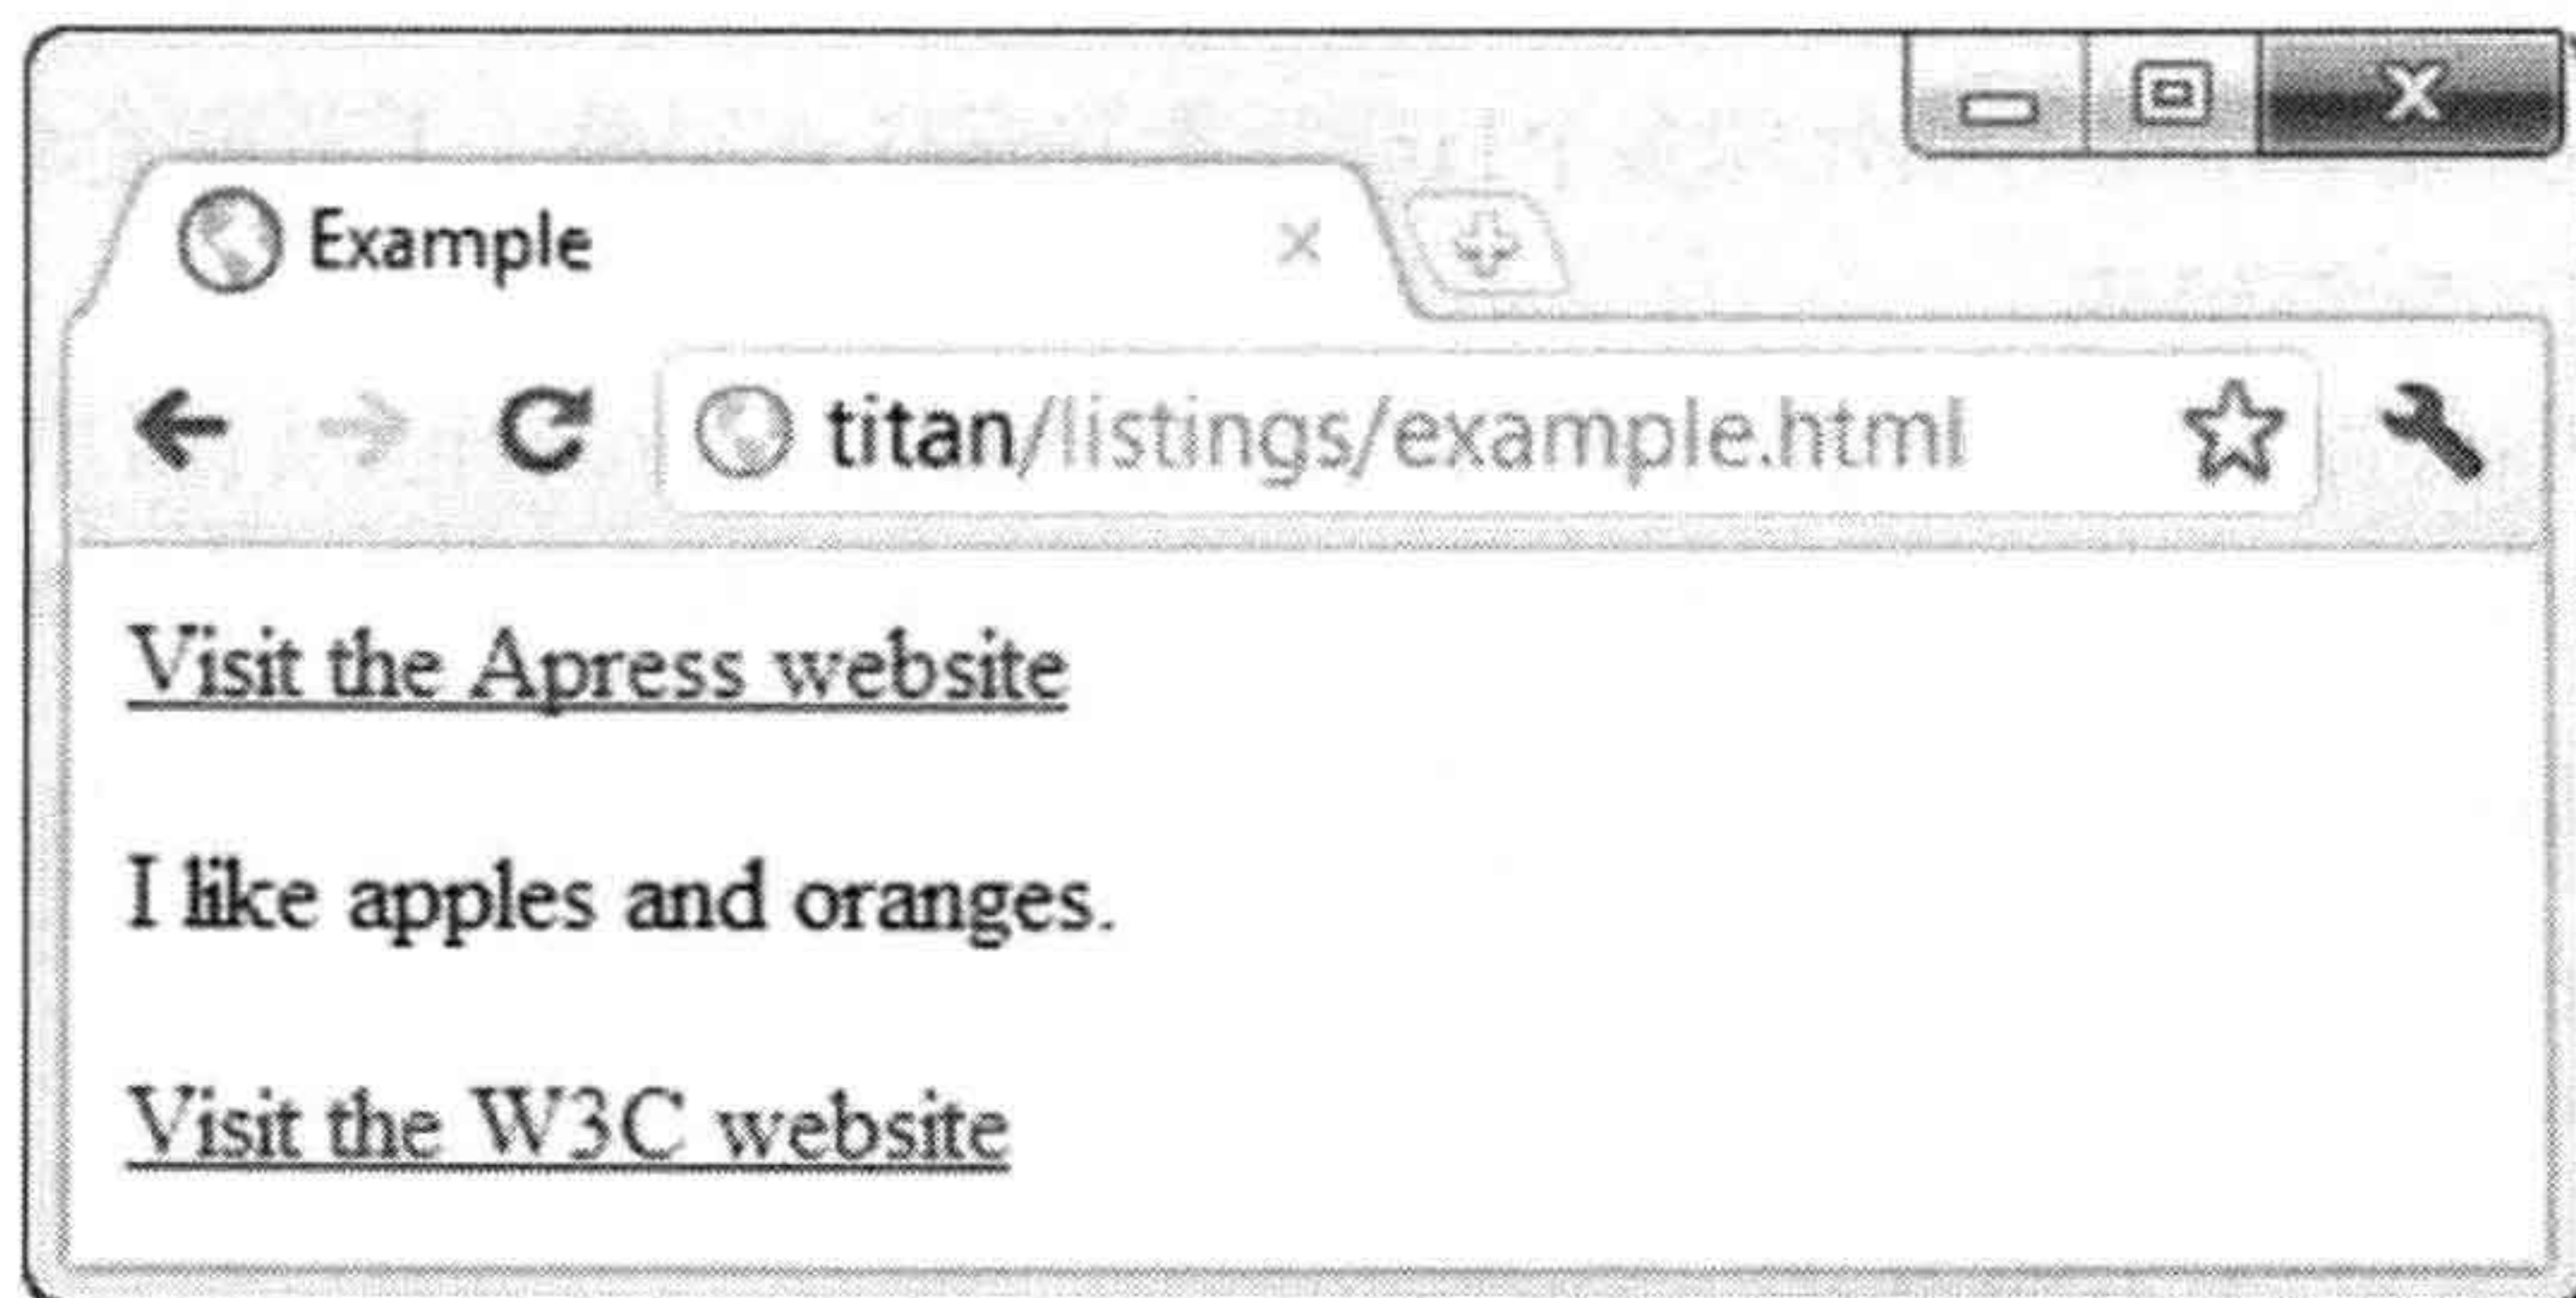 Example
titan/listings/example.html
Visit the Apress website
I like apples and oranges.
Visit the W3C website